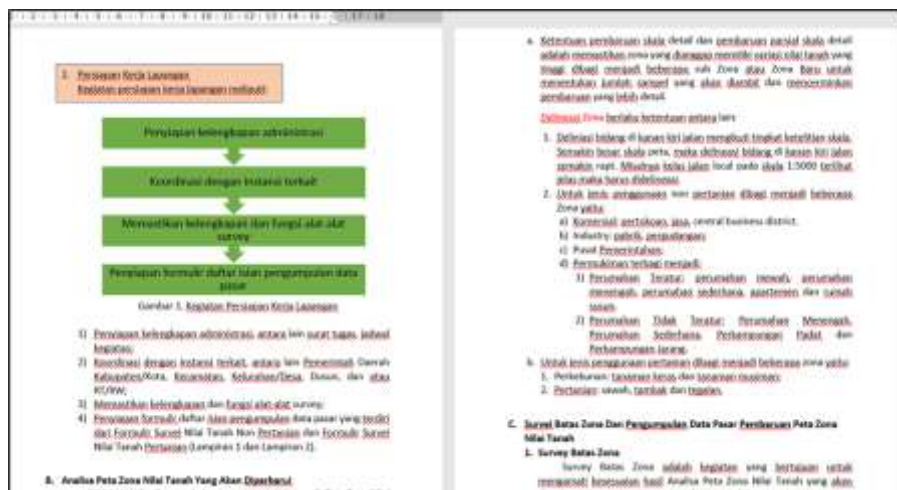 3. Persiapan Kerja Lapangan
Kegiatan persiapan kerja lapangan meliputi:
Penyiapan kelengkapan administrasi
Koordinasi dengan Instansi terkait
Memastikan kelengkapan dan fungsi alat alat
survey
Penyiapan formulir daftar isian pengumpulan data
pasar
Gambar 1. Kegiatan Persiapan Kerja Lapangan
1) Penyiapan kelengkapan administrasi, antara lain surat tugas, jadwal
kegiatan;
2) Koordinasi dengan instansi terkait, antara lain Pemerintah Daerah
Kabupaten/Kota, Kecamatan, Kelurahan/Desa, Dusun, dan atau
RT/RW;
3) Memastikan kelengkapan dan fungsi alat-alat survey;
4) Penyiapan formulir daftar isian pengumpulan data pasar yang terdiri
dari Formulir Survei Nilai Tanah Non Pertanian dan Formulir Survei
Nilai Tanah Pertanian (Lampiran 1 dan Lampiran 2).
B. Analisa Peta Zona Nilai Tanah Yang Akan Diperbarui
a. Ketentuan pembaruan skala detail dan pembaruan parsial skala detail
adalah memastikan zona yang dianggap memiliki variasi nilai tanah yang
tinggi dibagi menjadi beberapa sub Zona atau Zona Baru untuk
menentukan jumlah sampel yang akan diambil dan mencerminkan
pembaruan yang lebih detail.
Delineasi Zona berlaku ketentuan antara lain:
1. Deliniasi bidang di kanan kiri jalan mengikuti tingkat ketelitian skala.
Semakin besar skala peta, maka deliniasi bidang di kanan kiri jalan
semakin rapt. Misalnya kelas jalan local pada skala 1:5000 terlihat
jelas maka harus didelineasi.
2. Untuk jenis penggunaan non pertanian dibagi menjadi beberapa
Zona yaitu:
a) Komersial: pertokoan, jasa, central business district.
b) Industry: pabrik, pergudangan;
c) Pusat Pemerintahan;
d) Permukiman terbagi menjadi:
1) Perumahan Teratur: perumahan mewah, perumahan
menengah, perumahan sederhana, apartemen dan rumah
susun.
2) Perumahan Tidak Teratur: Perumahan Menengah,
Perumahan Sederhana, Perkampungan Padat dan
Perkampungan Jarang.
b. Untuk jenis penggunaan pertanian dibagi menjadi beberapa zona yaitu:
1. Perkebunan: tanaman keras dan tanaman musiman;
2. Pertanian: sawah, tambak dan tegalan.
C. Survei Batas Zona Dan Pengumpulan Data Pasar Pembaruan Peta Zona
Nilai Tanah
1. Survey Batas Zona
Survey Batas Zona adalah kegiatan yang bertujuan untuk
mengamati kesesuaian hasil Analisa Peta Zona Nilai Tanah yang akan